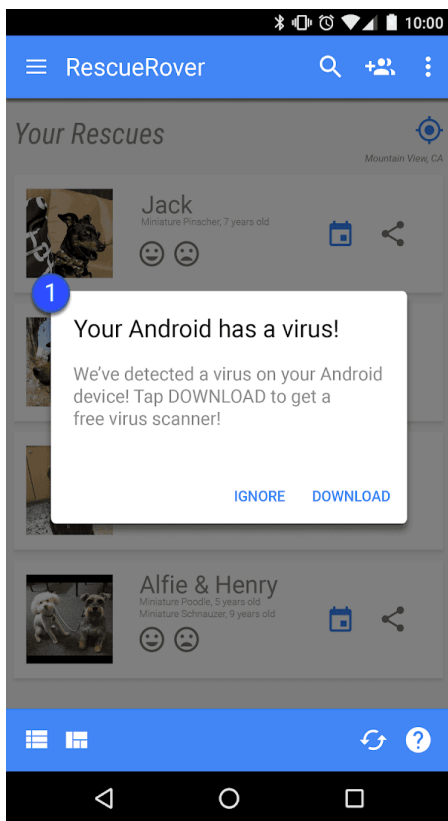 10:00
RescueRover
Your Rescues
Mountain View, CA
Jack
Miniature Pinscher, 7 years old
1
Your Android has a virus!
We've detected a virus on your Android
device! Tap DOWNLOAD to get a
free virus scanner!
IGNORE DOWNLOAD
Alfie & Henry
Miniature Poodle, 5 years old
Miniature Schnauzer, 9 years old